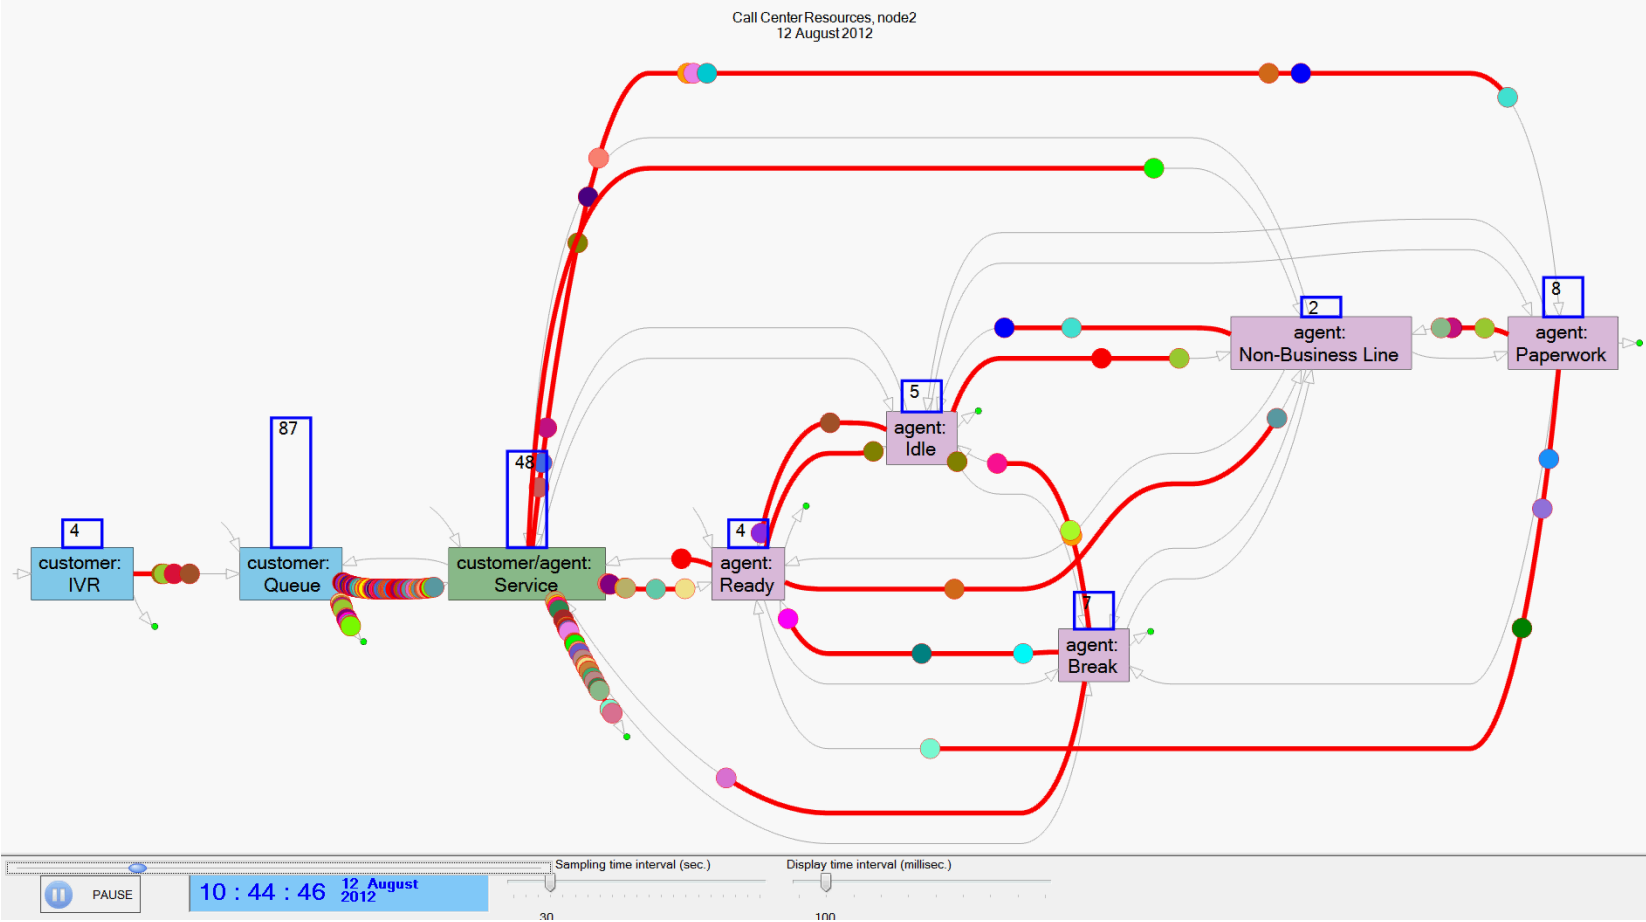 Call Center Resources, node2
12 August 2012
8
2
agent:
Non-Business Line
agent:
Paperwork
5
agent:
Idle
87
48
4
4
customer:
IVR
customer:
Queue
customer/agent:
Service
agent:
Ready
7
agent:
Break
Sampling time interval (sec.)
Display time interval (millisec.)
PAUSE
10 : 44 : 46
12 August
2012
30
100